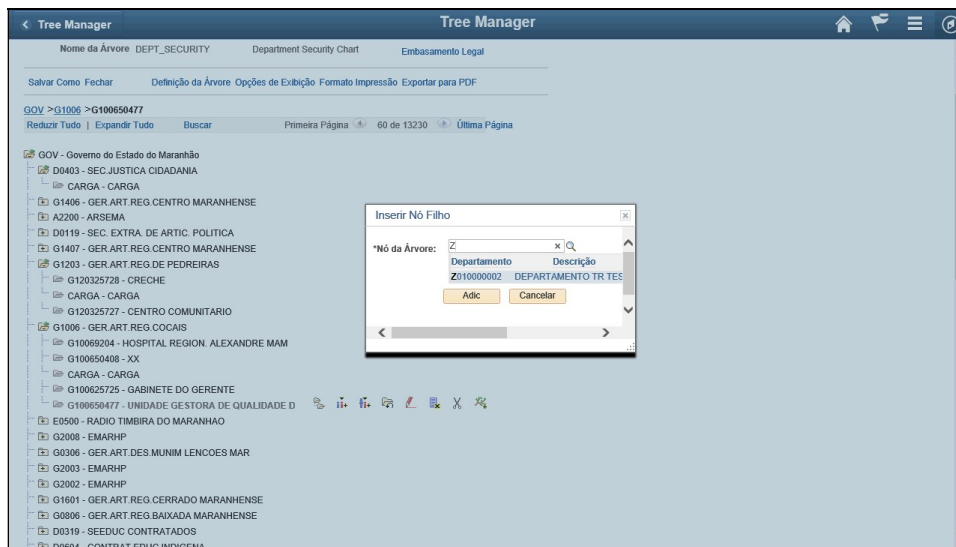 Tree Manager
Tree Manager
Nome da Árvore DEPT_SECURITY Department Security Chart Embasamento Legal
Salvar Como Fechar Definição da Árvore Opções de Exibição Formato Impressão Exportar para PDF
GOV >G1006 >G100650477
Reduzir Tudo | Expandir Tudo Buscar Primeira Página 60 de 13230 Última Página
GOV - Governo do Estado do Maranhão
D0403 - SEC.JUSTICA CIDADANIA
CARGA - CARGA
G1406 - GER.ART.REG.CENTRO MARANHENSE
A2200 - ARSEMA
D0119 - SEC. EXTRA. DE ARTIC. POLITICA
G1407 - GER.ART.REG.CENTRO MARANHENSE
G1203 - GER.ART.REG.DE PEDREIRAS
G120325728 - CRECHE
CARGA - CARGA
G120325727 - CENTRO COMUNITARIO
G1006 - GER.ART.REG.COCAIS
G10069204 - HOSPITAL REGION. ALEXANDRE MAM
G100650408 - XX
CARGA - CARGA
G100625725 - GABINETE DO GERENTE
G100650477 - UNIDADE GESTORA DE QUALIDADE D
E0500 - RADIO TIMBIRA DO MARANHAO
G2008 - EMARHP
G0306 - GER.ART.DES.MUNIM LENCOES MAR
G2003 - EMARHP
G2002 - EMARHP
G1601 - GER.ART.REG.CERRADO MARANHENSE
G0806 - GER.ART.REG.BAIXADA MARANHENSE
D0319 - SEEDUC CONTRATADOS
D0604 - CONTRAT.EDUC.INDIGENA
Inserir Nó Filho
*Nó da Árvore: Z
Departamento Descrição
Z010000002 DEPARTAMENTO TR TES
Adic Cancelar